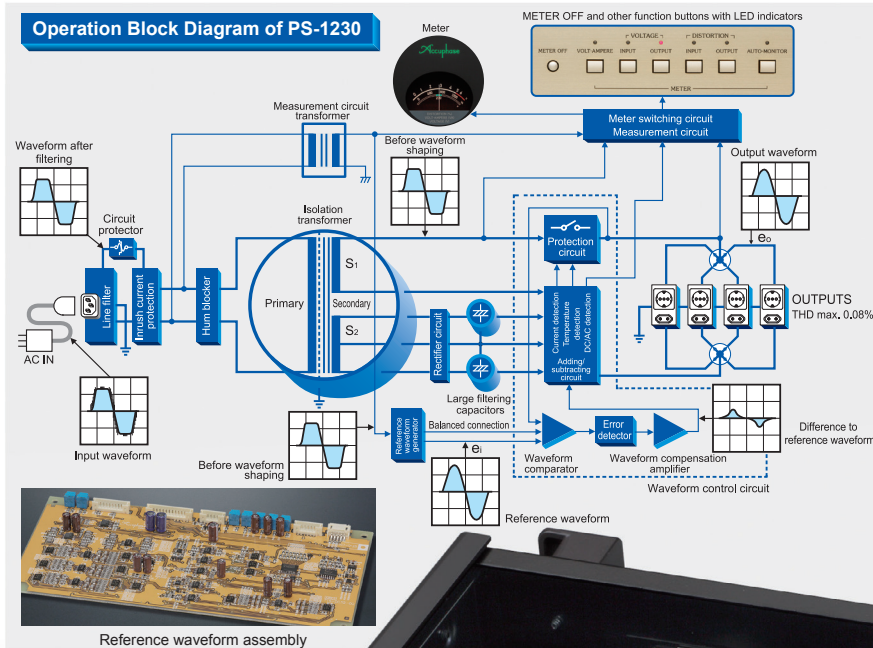 Operation Block Diagram of PS-1230
Meter
Accuphase
METER OFF and other function buttons with LED indicators
VOLTAGE
DISTORTION
METER OFF
VOLT·AMPERE
INPUT
OUTPUT
INPUT
OUTPUT
AUTO-MONITOR
METER
Measurement circuit
transformer
Meter switching circuit
Measurement circuit
Waveform after
filtering
Before waveform
shaping
Output waveform
Circuit
protector
Isolation
transformer
Protection
circuit
eo
Line filter
Inrush current
protection
Hum blocker
Primary
S1
Secondary
S2
Rectifier circuit
Current detection
Temperature
detection
DC/AC detection
Adding/
subtracting
circuit
OUTPUTS
THD max. 0.08%
AC IN
Large filtering
capacitors
Input waveform
Before waveform
shaping
Reference
waveform
generator
Balanced connection
ei
Waveform
comparator
Error
detector
Waveform compensation
amplifier
Difference to
reference waveform
Waveform control circuit
Reference waveform
Reference waveform assembly